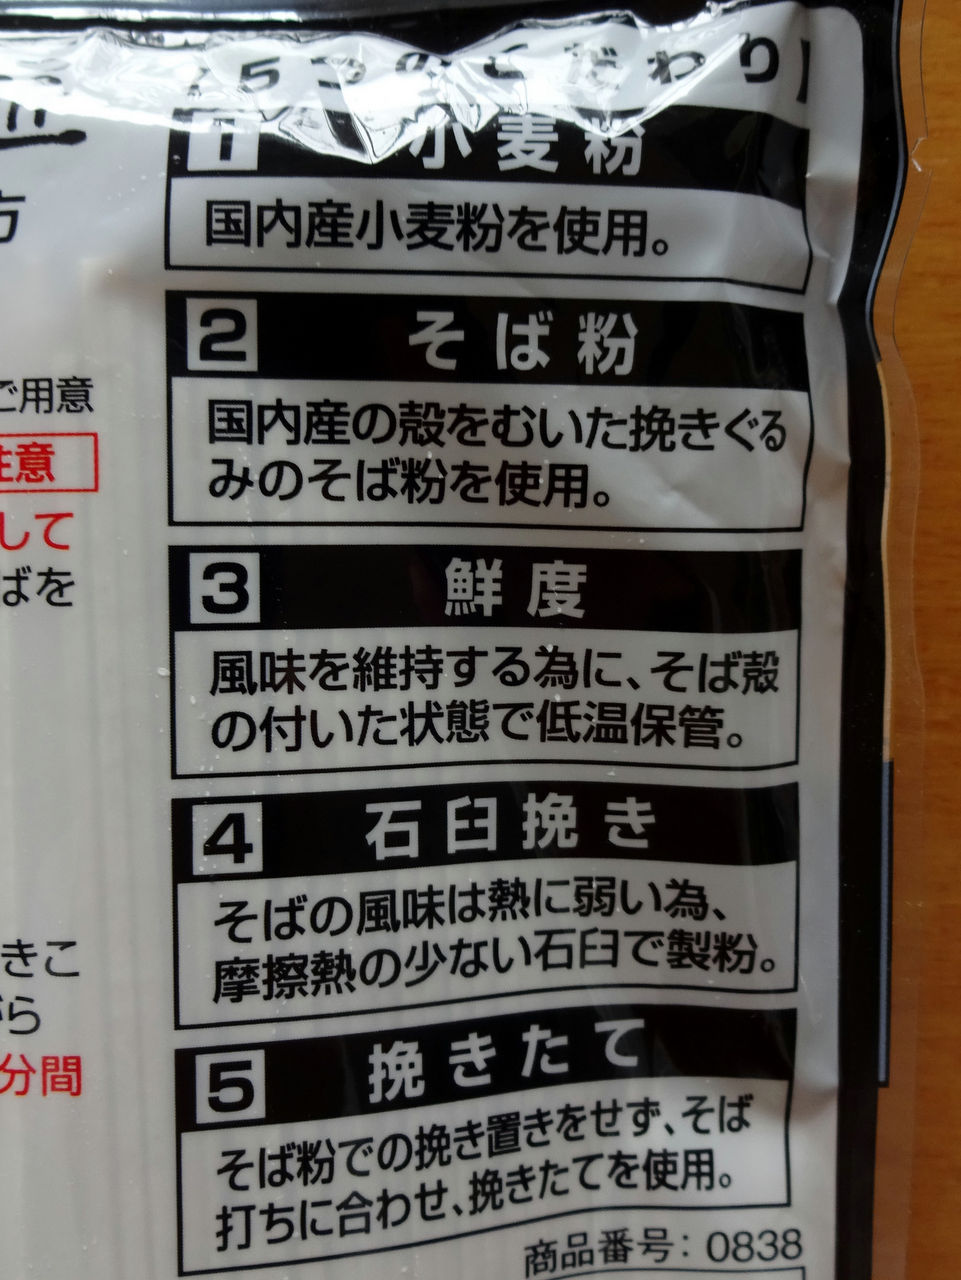 【5つのこだわり】
1 小麦粉
国内産小麦粉を使用。
2 そば粉
国内産の殻をむいた挽きぐる
みのそば粉を使用。
3 鮮度
風味を維持する為に、そば殻
の付いた状態で低温保管。
4 石臼挽き
そばの風味は熱に弱い為、
摩擦熱の少ない石臼で製粉。
5 挽きたて
そば粉での挽き置きをせず、そば
打ちに合わせ、挽きたてを使用。
商品番号：0838
方
ご用意
注意
して
ばを
きこ
がら
分間